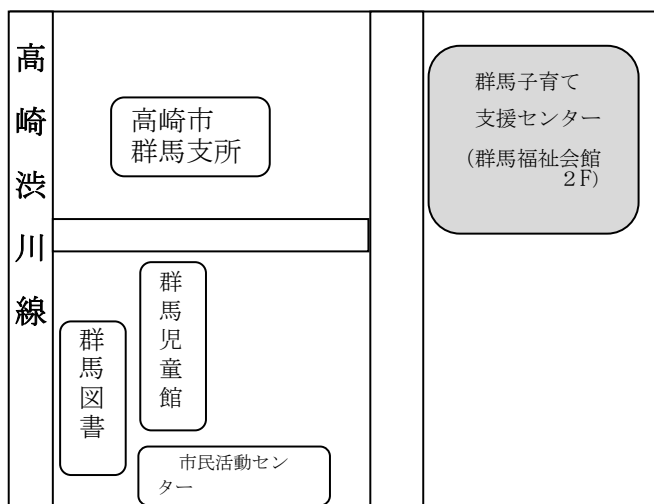 高崎渋川線
高崎市
群馬支所
群馬子育て
支援センター
(群馬福祉会館
２F)
群馬児童館
群馬図書
市民活動セン
ター